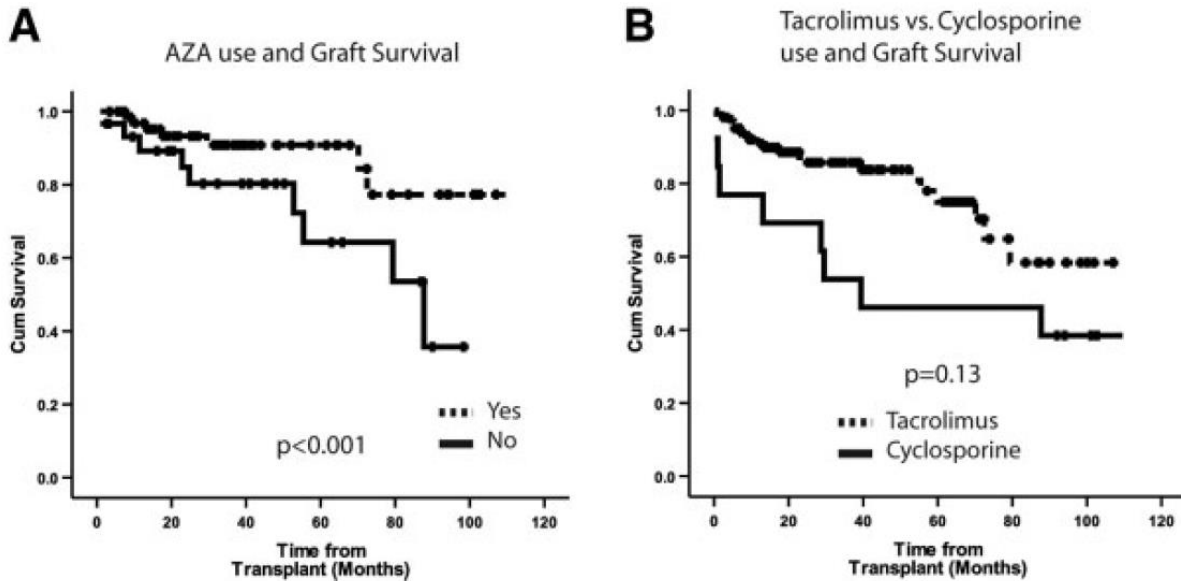 A
AZA use and Graft Survival
Cum Survival
1.0
0.8
0.6
0.4
0.2
0.0
Yes
No
p<0.001
0 20 40 60 80 100 120
Time from
Transplant (Months)
B
Tacrolimus vs. Cyclosporine
use and Graft Survival
Cum Survival
1.0
0.8
0.6
0.4
0.2
0.0
p=0.13
Tacrolimus
Cyclosporine
0 20 40 60 80 100 120
Time from
Transplant (Months)